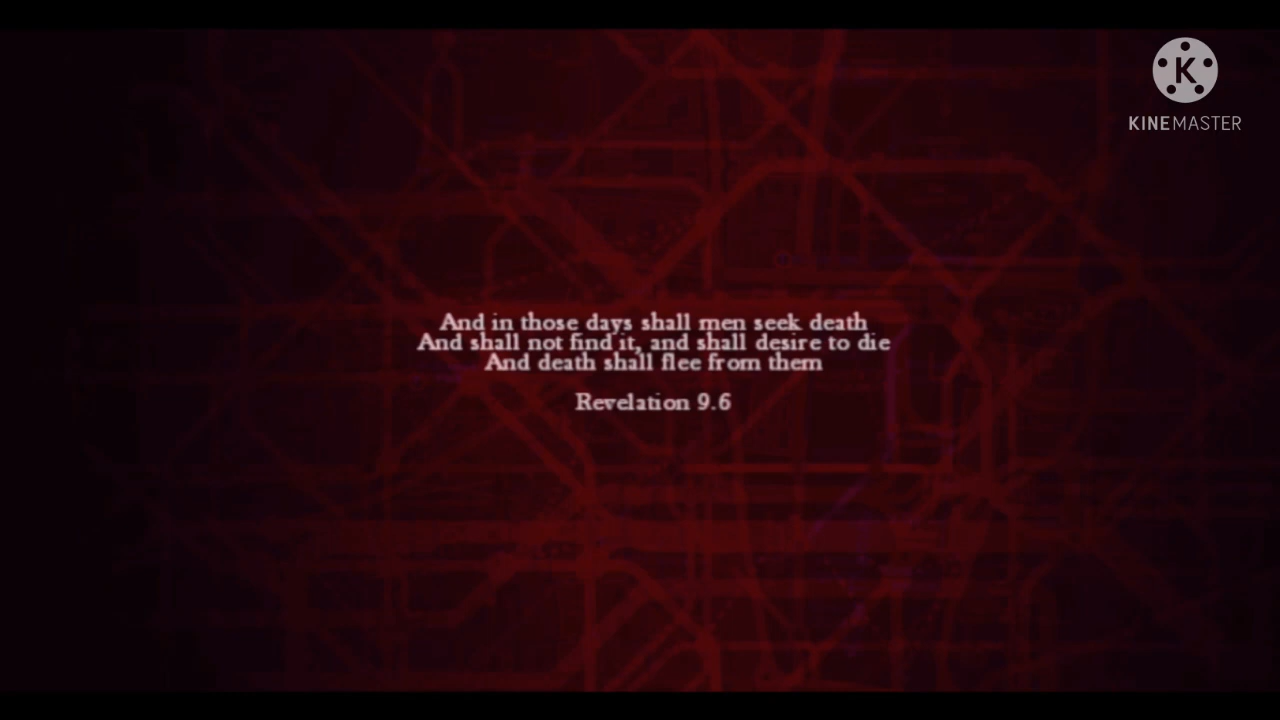 K
KINEMASTER
And in those days shall men seek death
And shall not find it, and shall desire to die
And death shall flee from them
Revelation 9.6